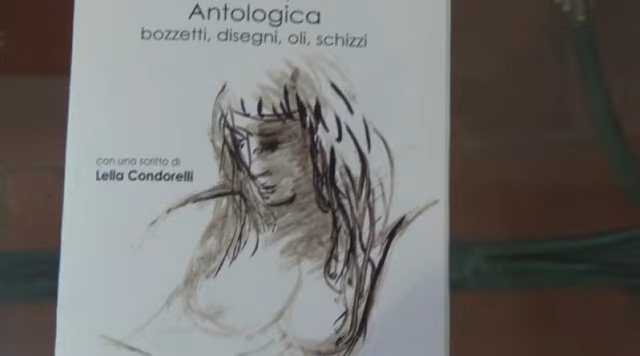 Antologica
bozzetti, disegni, oli, schizzi
con uno scritto di
Lella Condorelli